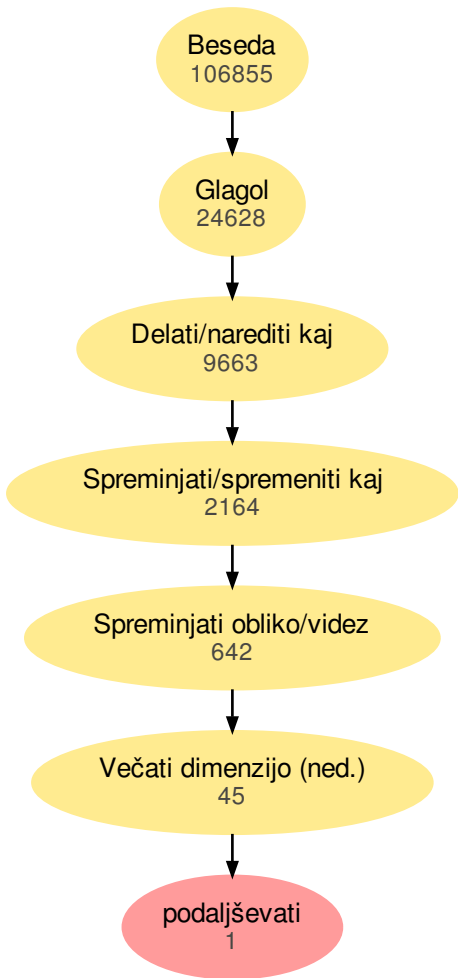 Beseda
106855
Glagol
24628
Delati/narediti kaj
9663
Spreminjati/spremeniti kaj
2164
Spreminjati obliko/videz
642
Večati dimenzijo (ned.)
45
podaljševati
1